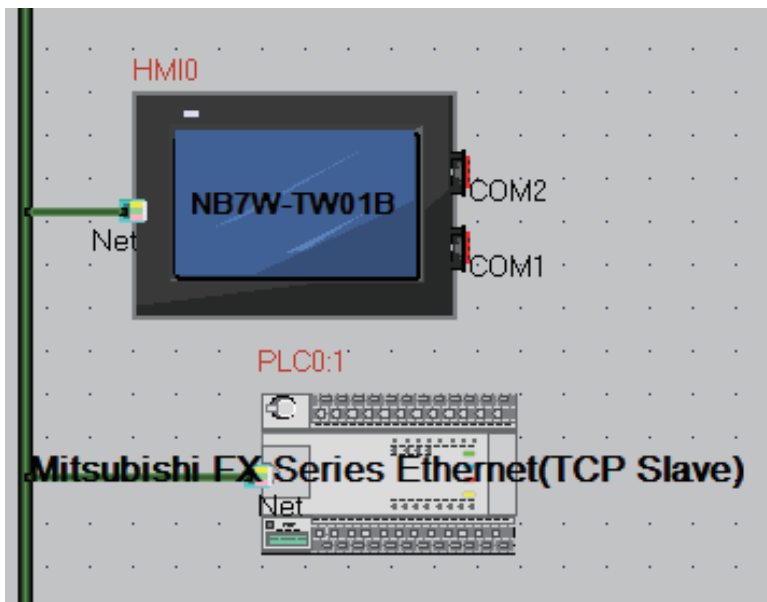 HMI0
NB7W-TW01B
COM2
Net
COM1
PLC0:1
Mitsubishi FX Series Ethernet(TCP Slave)
Net